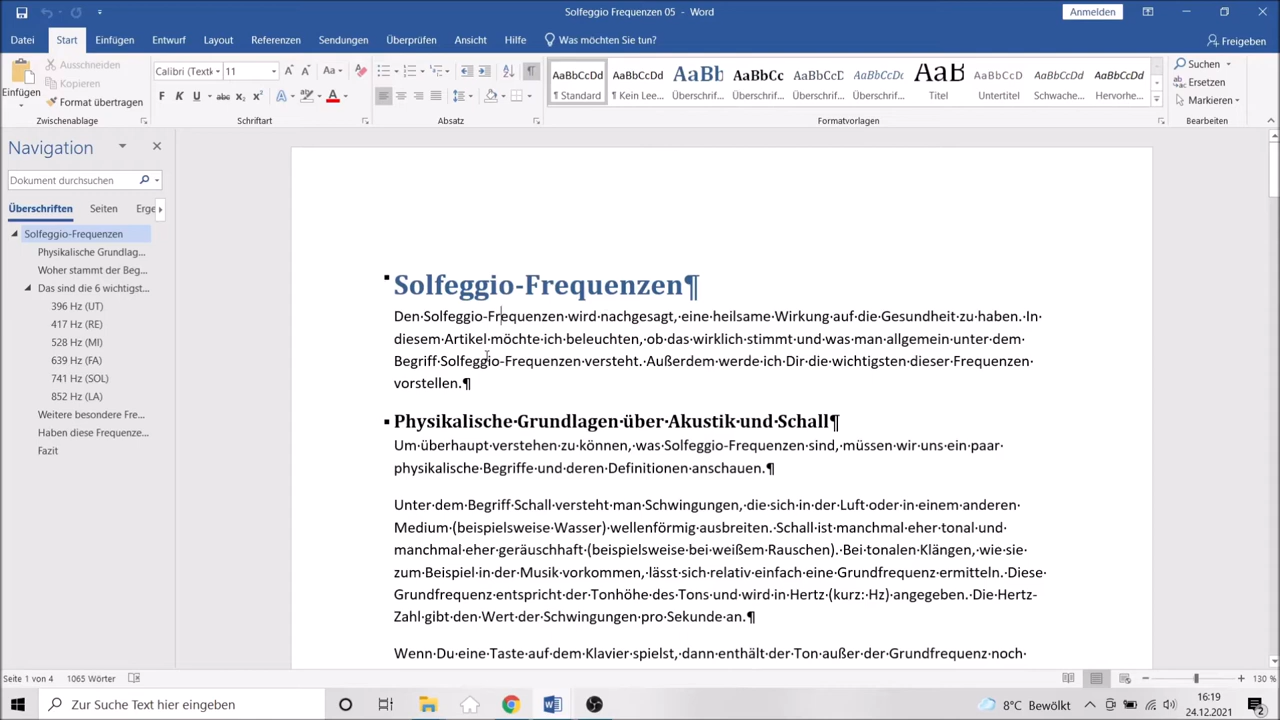 Solfeggio Frequenzen 05 - Word
Anmelden
Datei Start Einfügen Entwurf Layout Referenzen Sendungen Überprüfen Ansicht Hilfe Was möchten Sie tun? Freigeben
Einfügen
Ausschneiden
Kopieren
Format übertragen
Zwischenablage
Calibri (Textk 11
F K U abc x₂ x²
Schriftart
Absatz
AaBbCcDd AaBbCcDd AaBb AaBbCc AaBbCcD AaBbCcDc AaBb AaBbCcD AaBbCcDd AaBbCcDd
¶ Standard ¶ Kein Lee... Überschrif... Überschrif... Überschrif... Überschrif... Titel Untertitel Schwache... Hervorhe...
Formatvorlagen
Suchen
Ersetzen
Markieren
Bearbeiten
Navigation
Dokument durchsuchen
Überschriften Seiten Erge
Solfeggio-Frequenzen
Physikalische Grundlag...
Woher stammt der Beg...
Das sind die 6 wichtigst...
396 Hz (UT)
417 Hz (RE)
528 Hz (MI)
639 Hz (FA)
741 Hz (SOL)
852 Hz (LA)
Weitere besondere Fre...
Haben diese Frequenze...
Fazit
Solfeggio-Frequenzen¶
Den·Solfeggio-Frequenzen·wird·nachgesagt,·eine·heilsame·Wirkung·auf·die·Gesundheit·zu·haben.·In·
diesem·Artikel·möchte·ich·beleuchten,·ob·das·wirklich·stimmt·und·was·man·allgemein·unter·dem·
Begriff·Solfeggio-Frequenzen·versteht.·Außerdem·werde·ich·Dir·die·wichtigsten·dieser·Frequenzen·
vorstellen.¶
Physikalische·Grundlagen·über·Akustik·und·Schall¶
Um·überhaupt·verstehen·zu·können,·was·Solfeggio-Frequenzen·sind,·müssen·wir·uns·ein·paar·
physikalische·Begriffe·und·deren·Definitionen·anschauen.¶
Unter·dem·Begriff·Schall·versteht·man·Schwingungen,·die·sich·in·der·Luft·oder·in·einem·anderen·
Medium·(beispielsweise·Wasser)·wellenförmig·ausbreiten.·Schall·ist·manchmal·eher·tonal·und·
manchmal·eher·geräuschhaft·(beispielsweise·bei·weißem·Rauschen).·Bei·tonalen·Klängen,·wie·sie·
zum·Beispiel·in·der·Musik·vorkommen,·lässt·sich·relativ·einfach·eine·Grundfrequenz·ermitteln.·Diese·
Grundfrequenz·entspricht·der·Tonhöhe·des·Tons·und·wird·in·Hertz·(kurz:·Hz)·angegeben.·Die·Hertz-
Zahl·gibt·den·Wert·der·Schwingungen·pro·Sekunde·an.¶
Wenn·Du·eine·Taste·auf·dem·Klavier·spielst,·dann·enthält·der·Ton·außer·der·Grundfrequenz·noch·
Seite 1 von 4 1065 Wörter
130 %
Zur Suche Text hier eingeben
8°C Bewölkt
16:19
24.12.2021
2